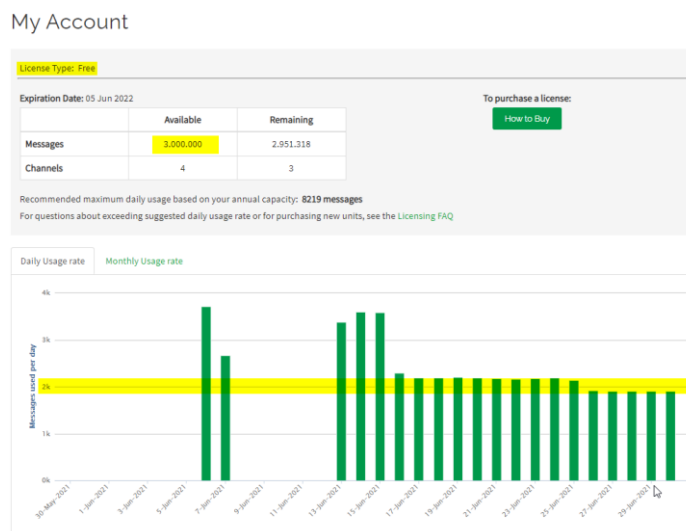 My Account
License Type: Free
Expiration Date: 05 Jun 2022
To purchase a license:
How to Buy
Available Remaining
Messages 3.000.000 2.951.318
Channels 4 3
Recommended maximum daily usage based on your annual capacity: 8219 messages
For questions about exceeding suggested daily usage rate or for purchasing new units, see the Licensing FAQ
Daily Usage rate Monthly Usage rate
Messages used per day
4k
3k
2k
1k
0k
30-May-2021 1-Jun-2021 3-Jun-2021 5-Jun-2021 7-Jun-2021 9-Jun-2021 11-Jun-2021 13-Jun-2021 15-Jun-2021 17-Jun-2021 19-Jun-2021 21-Jun-2021 23-Jun-2021 25-Jun-2021 27-Jun-2021 29-Jun-2021